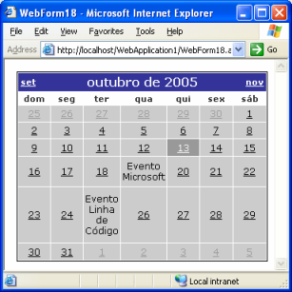 WebForm18 - Microsoft Internet Explorer
File Edit View Favorites Tools Help
Address http://localhost/WebApplication1/WebForm18.a Go
set outubro de 2005 nov
dom seg ter qua qui sex sáb
25 26 27 28 29 30 1
2 3 4 5 6 7 8
9 10 11 12 13 14 15
16 17 18 Evento Microsoft 20 21 22
23 24 Evento Linha de Código 26 27 28 29
30 31 1 2 3 4 5
Local intranet